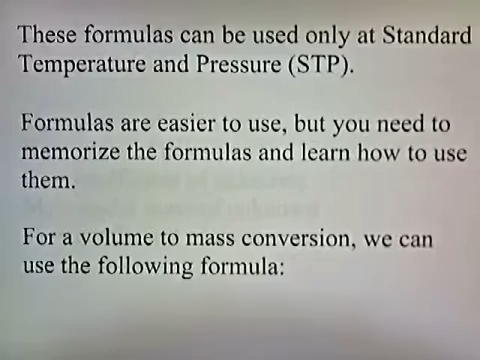 These formulas can be used only at Standard
Temperature and Pressure (STP).
Formulas are easier to use, but you need to
memorize the formulas and learn how to use
them.
For a volume to mass conversion, we can
use the following formula: